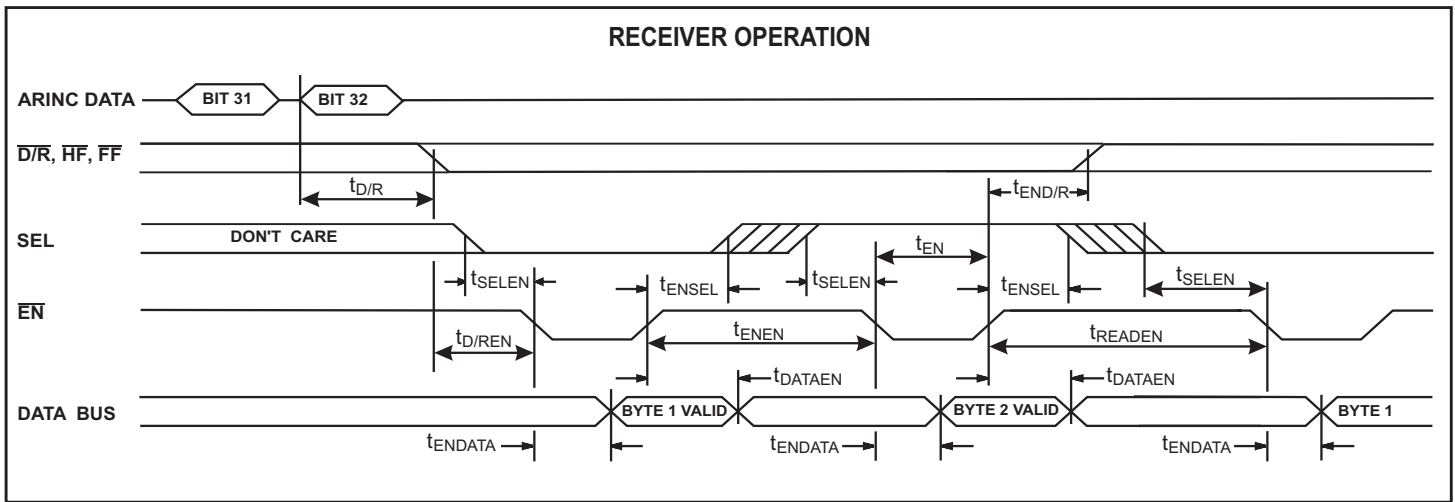 RECEIVER OPERATION
ARINC DATA BIT 31 BIT 32
D/R, HF, FF
tD/R tEND/R
SEL DON'T CARE
tEN
tSELEN tENSEL tSELEN tENSEL tSELEN
EN
tD/REN tENEN tREADEN
tDATAEN tDATAEN
DATA BUS BYTE 1 VALID BYTE 2 VALID BYTE 1
tENDATA tENDATA tENDATA